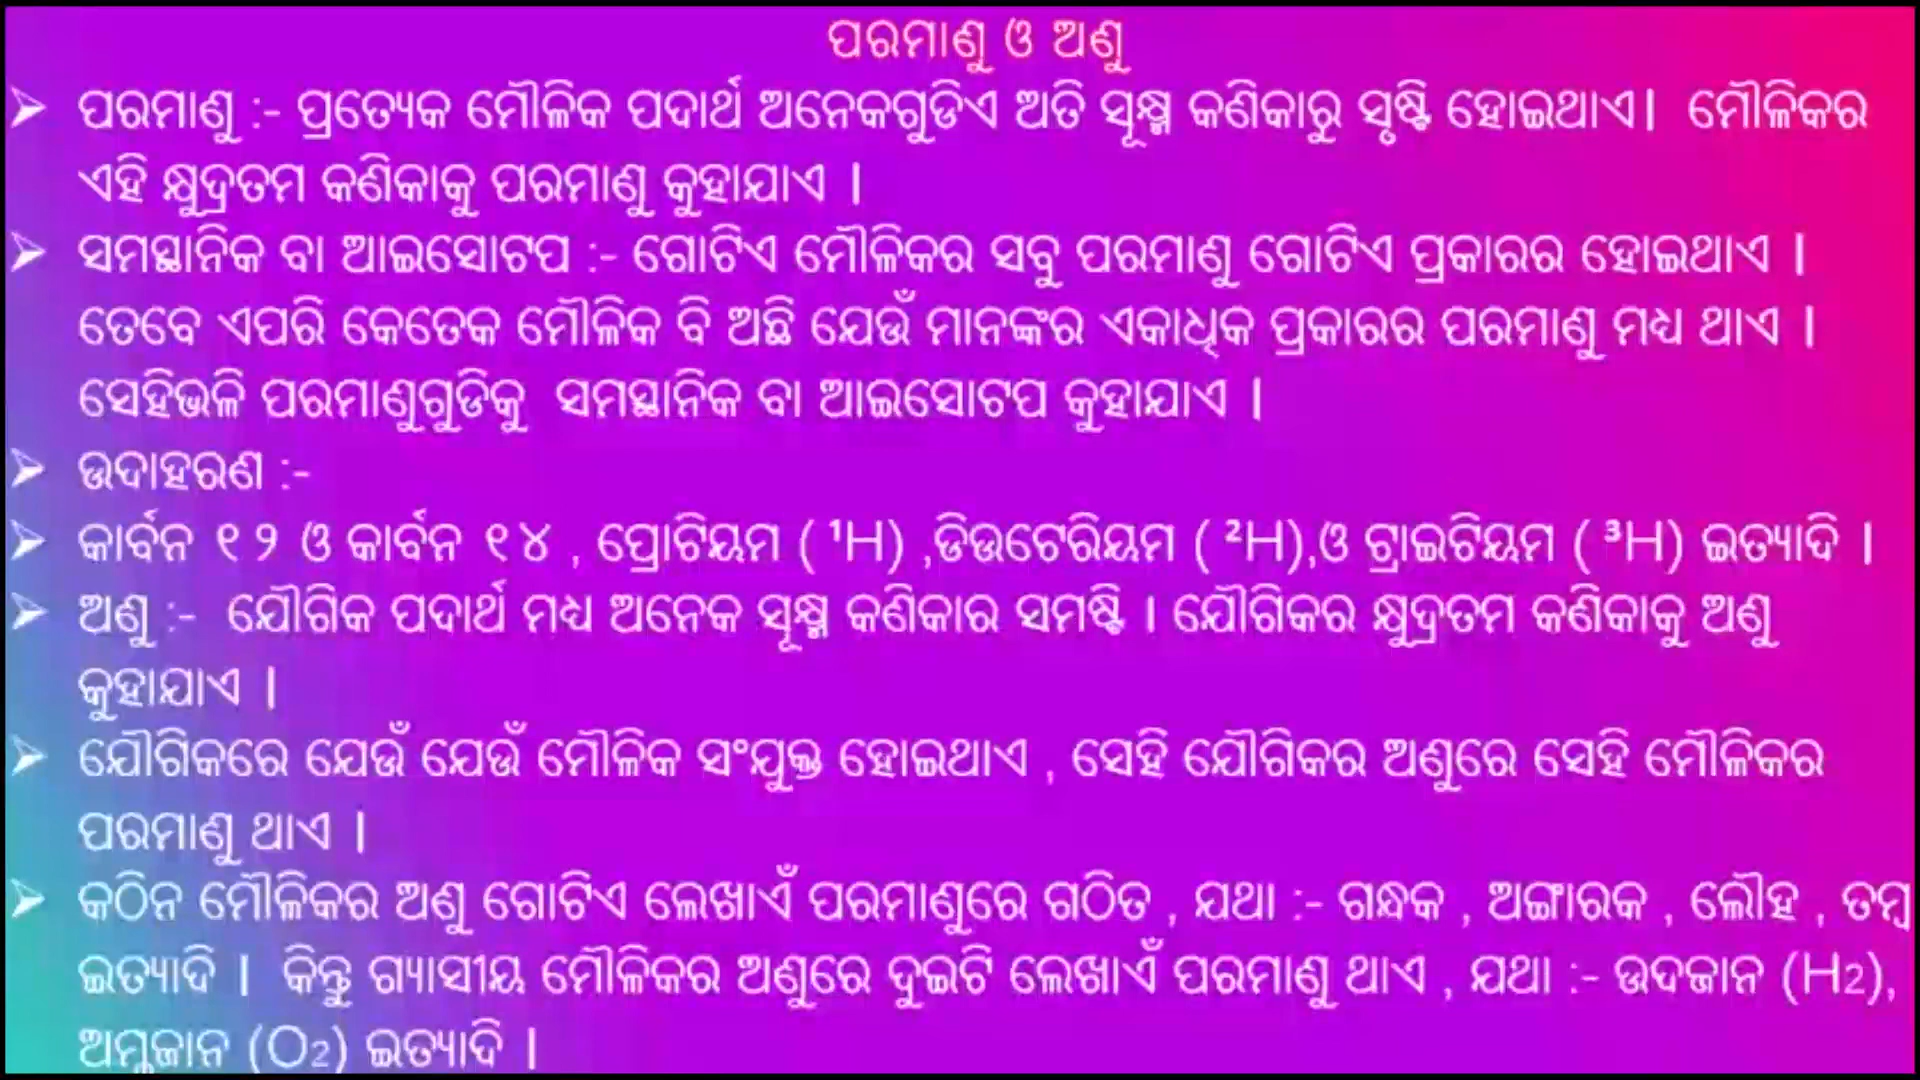 ପରମାଣୁ ଓ ଅଣୁ
➢ ପରମାଣୁ :- ପ୍ରତ୍ୟେକ ମୌଳିକ ପଦାର୍ଥ ଅନେକଗୁଡିଏ ଅତି ସୂକ୍ଷ୍ମ କଣିକାରୁ ସୃଷ୍ଟି ହୋଇଥାଏ। ମୌଳିକର
ଏହି କ୍ଷୁଦ୍ରତମ କଣିକାକୁ ପରମାଣୁ କୁହାଯାଏ |
➢ ସମସ୍ଥାନିକ ବା ଆଇସୋଟପ :- ଗୋଟିଏ ମୌଳିକର ସବୁ ପରମାଣୁ ଗୋଟିଏ ପ୍ରକାରର ହୋଇଥାଏ |
ତେବେ ଏପରି କେତେକ ମୌଳିକ ବି ଅଛି ଯେଉଁ ମାନଙ୍କର ଏକାଧିକ ପ୍ରକାରର ପରମାଣୁ ମଧ୍ୟ ଥାଏ |
ସେହିଭଳି ପରମାଣୁଗୁଡିକୁ ସମସ୍ଥାନିକ ବା ଆଇସୋଟପ କୁହାଯାଏ |
➢ ଉଦାହରଣ :-
➢ କାର୍ବନ ୧୨ ଓ କାର୍ବନ ୧୪ , ପ୍ରୋଟିୟମ ( ¹H) ,ଡିଉଟେରିୟମ ( ²H),ଓ ଟ୍ରାଇଟିୟମ ( ³H) ଇତ୍ୟାଦି |
➢ ଅଣୁ :- ଯୌଗିକ ପଦାର୍ଥ ମଧ୍ୟ ଅନେକ ସୂକ୍ଷ୍ମ କଣିକାର ସମଷ୍ଟି । ଯୌଗିକର କ୍ଷୁଦ୍ରତମ କଣିକାକୁ ଅଣୁ
କୁହାଯାଏ |
➢ ଯୌଗିକରେ ଯେଉଁ ଯେଉଁ ମୌଳିକ ସଂଯୁକ୍ତ ହୋଇଥାଏ , ସେହି ଯୌଗିକର ଅଣୁରେ ସେହି ମୌଳିକର
ପରମାଣୁ ଥାଏ |
➢ କଠିନ ମୌଳିକର ଅଣୁ ଗୋଟିଏ ଲେଖାଏଁ ପରମାଣୁରେ ଗଠିତ , ଯଥା :- ଗନ୍ଧକ , ଅଙ୍ଗାରକ , ଲୌହ , ତମ୍ବ
ଇତ୍ୟାଦି | କିନ୍ତୁ ଗ୍ୟାସୀୟ ମୌଳିକର ଅଣୁରେ ଦୁଇଟି ଲେଖାଏଁ ପରମାଣୁ ଥାଏ , ଯଥା :- ଉଦଜାନ (H₂),
ଅମ୍ଳଜାନ (O₂) ଇତ୍ୟାଦି |